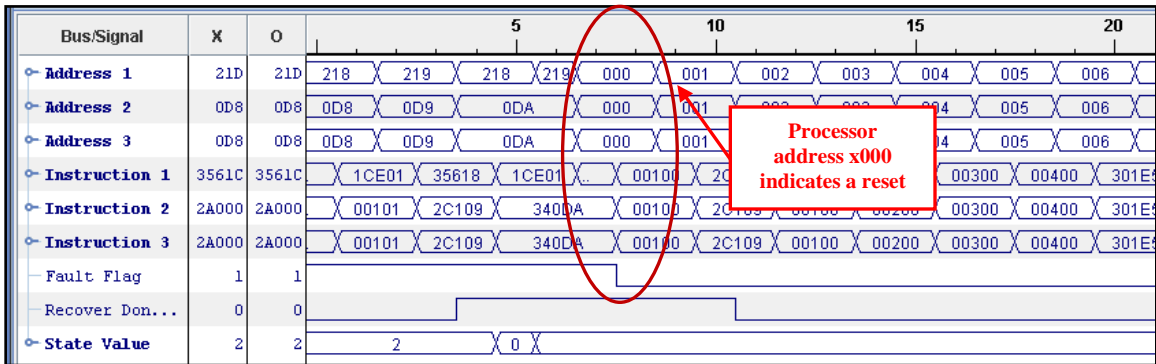 Bus/Signal X O 5 10 15 20
Address 1 21D 21D 218 219 218 219 000 001 002 003 004 005 006
Address 2 0D8 0D8 0D8 0D9 0DA 000 001 005 006
Address 3 0D8 0D8 0D8 0D9 0DA 000 001 005 006
Instruction 1 3561C 3561C 1CE01 35618 1CE01 .. 00100 00300 00400 301E5
Instruction 2 2A000 2A000 00101 2C109 340DA 00100 2C109 00100 00200 00300 00400 301E5
Instruction 3 2A000 2A000 00101 2C109 340DA 00100 2C109 00100 00200 00300 00400 301E5
Fault Flag 1 1
Recover Don... 0 0
State Value 2 2 2 0
Processor
address x000
indicates a reset